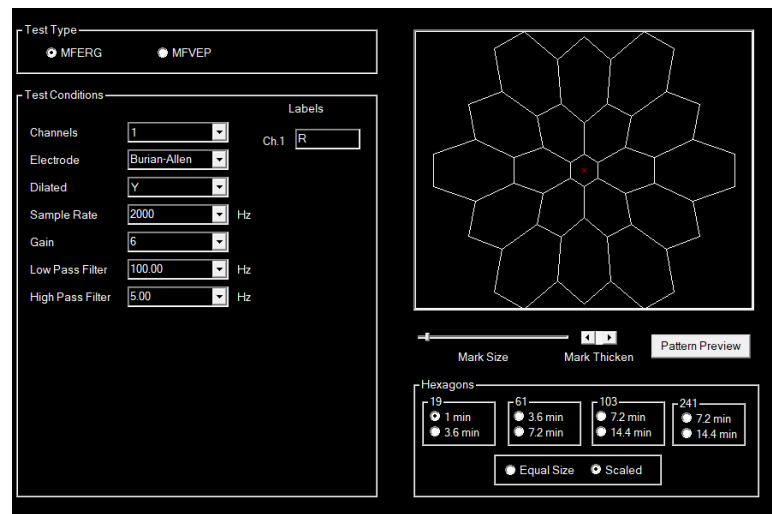 Test Type
MFERG MFVEP
Test Conditions
Labels
Channels 1 Ch.1 R
Electrode Burian-Allen
Dilated Y
Sample Rate 2000 Hz
Gain 6
Low Pass Filter 100.00 Hz
High Pass Filter 5.00 Hz
Mark Size Mark Thicken Pattern Preview
Hexagons
19 61 103 241
1 min 3.6 min 7.2 min 7.2 min
3.6 min 7.2 min 14.4 min 14.4 min
Equal Size Scaled